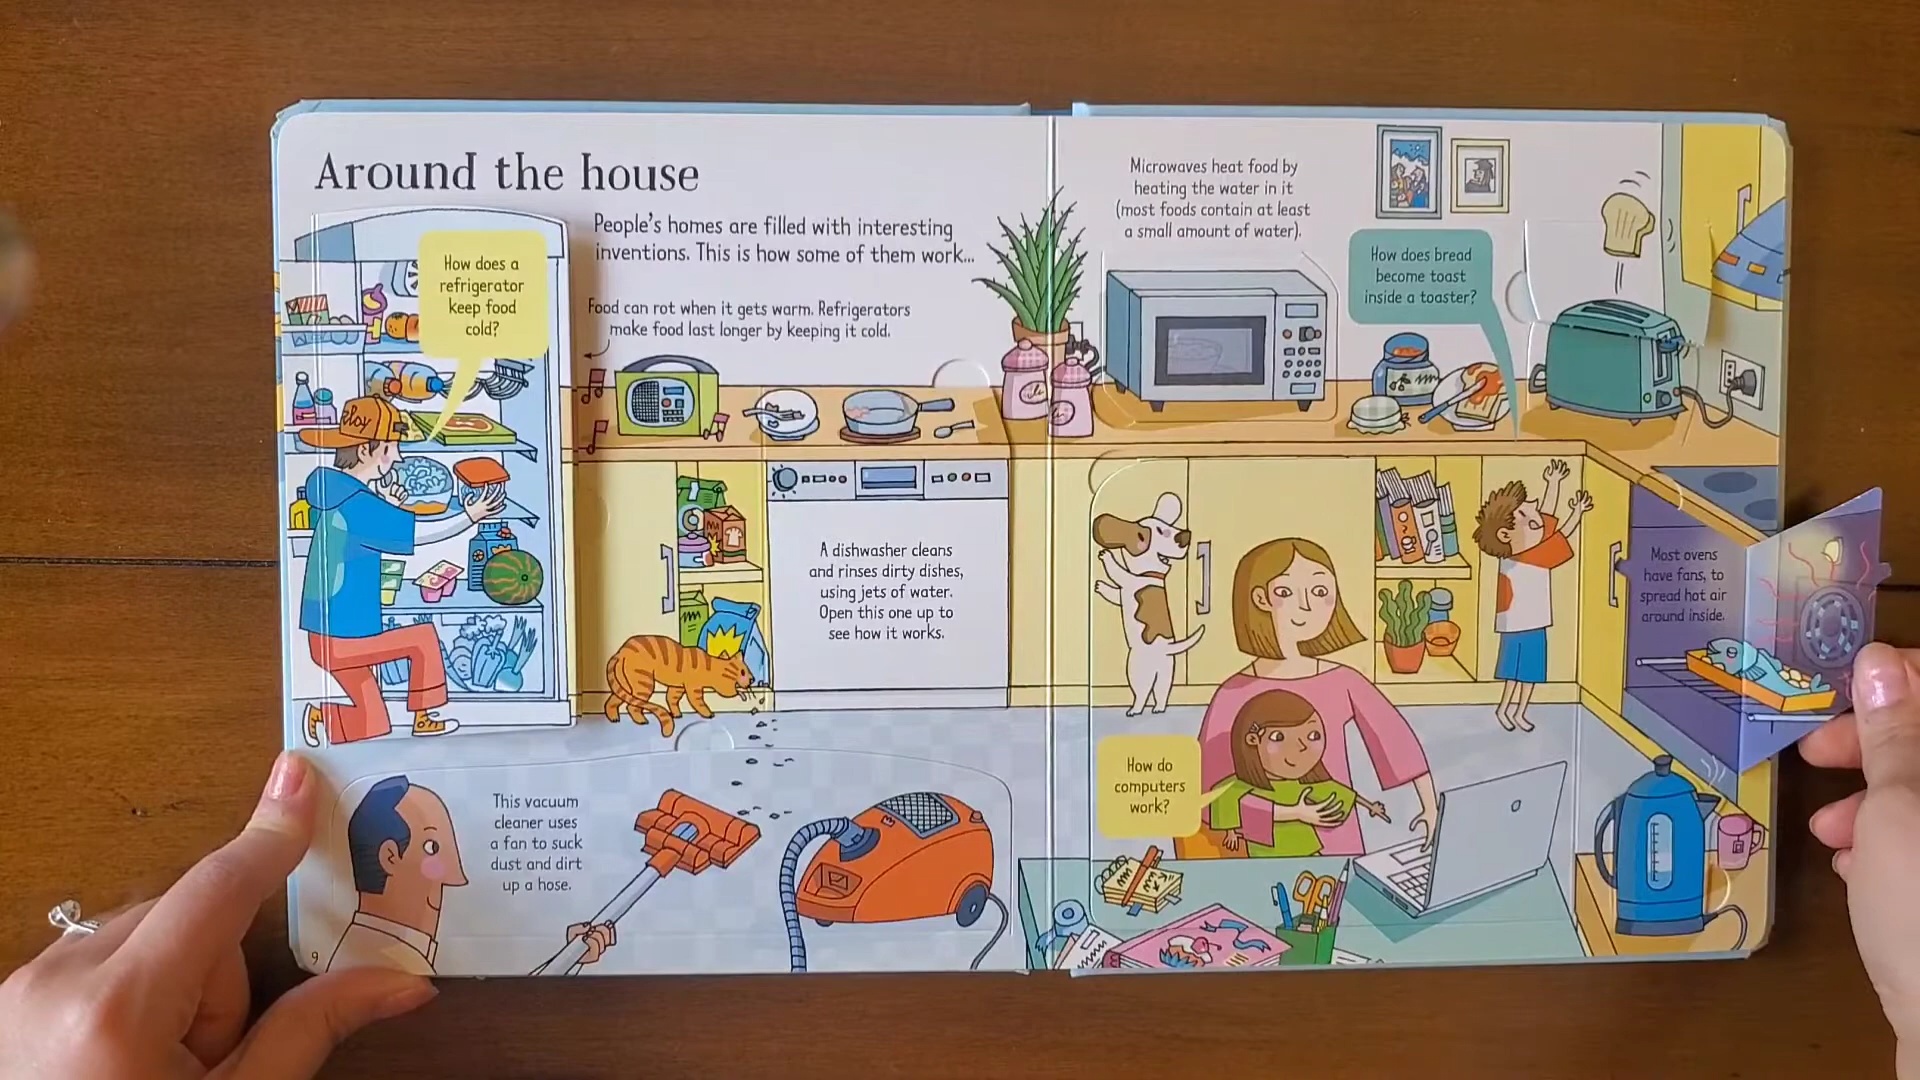 Around the house
People's homes are filled with interesting
inventions. This is how some of them work...
How does a
refrigerator
keep food
cold?
Food can rot when it gets warm. Refrigerators
make food last longer by keeping it cold.
A dishwasher cleans
and rinses dirty dishes,
using jets of water.
Open this one up to
see how it works.
This vacuum
cleaner uses
a fan to suck
dust and dirt
up a hose.
9
Microwaves heat food by
heating the water in it
(most foods contain at least
a small amount of water).
How does bread
become toast
inside a toaster?
Most ovens
have fans, to
spread hot air
around inside.
How do
computers
work?